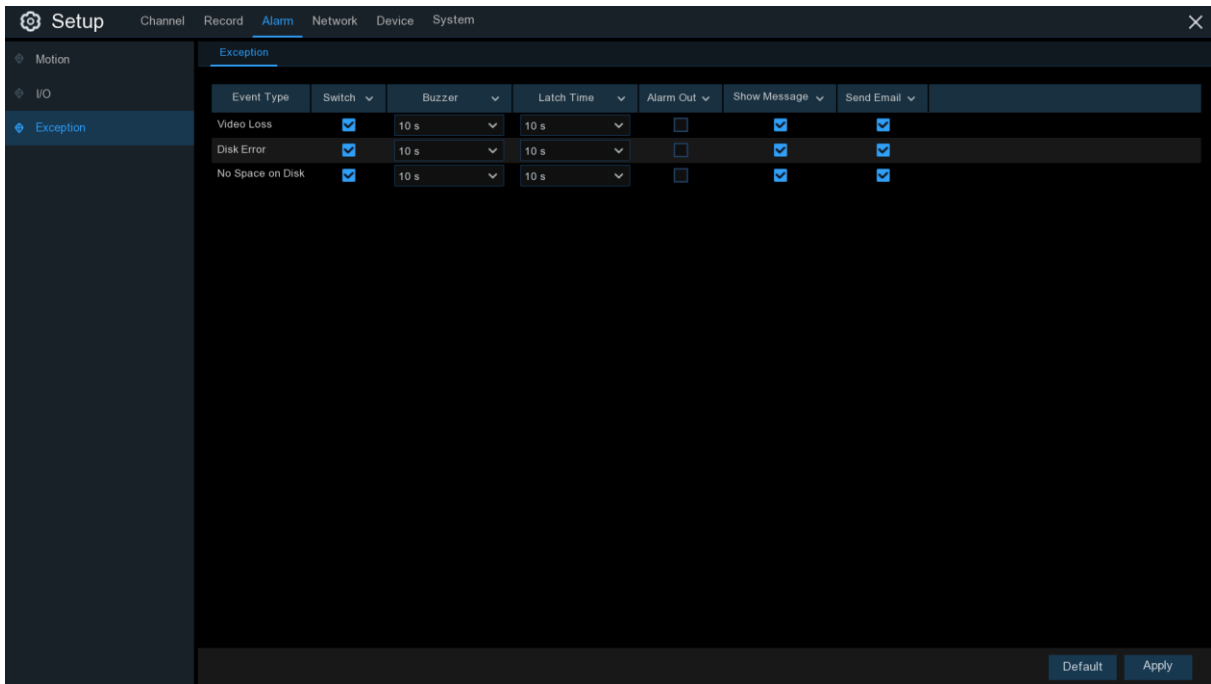 Setup Channel Record Alarm Network Device System
Motion
I/O
Exception
Exception
Event Type Switch Buzzer Latch Time Alarm Out Show Message Send Email
Video Loss 10 s 10 s
Disk Error 10 s 10 s
No Space on Disk 10 s 10 s
Default Apply